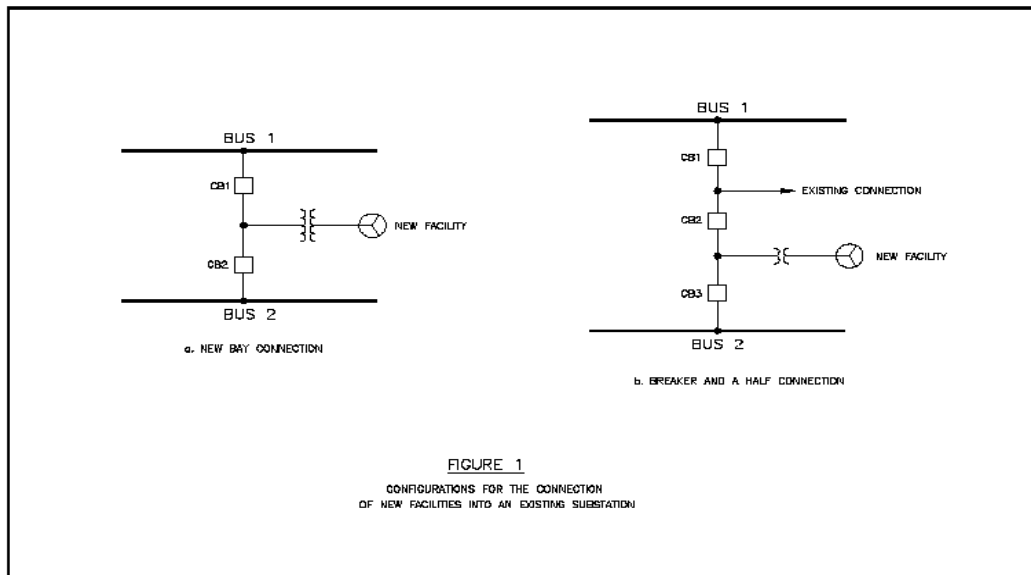 BUS 1
CB1
NEW FACILITY
CB2
BUS 2
a. NEW BAY CONNECTION
BUS 1
CB1
EXISTING CONNECTION
CB2
NEW FACILITY
CB3
BUS 2
b. BREAKER AND A HALF CONNECTION
FIGURE 1
CONFIGURATIONS FOR THE CONNECTION
OF NEW FACILITIES INTO AN EXISTING SUBSTATION